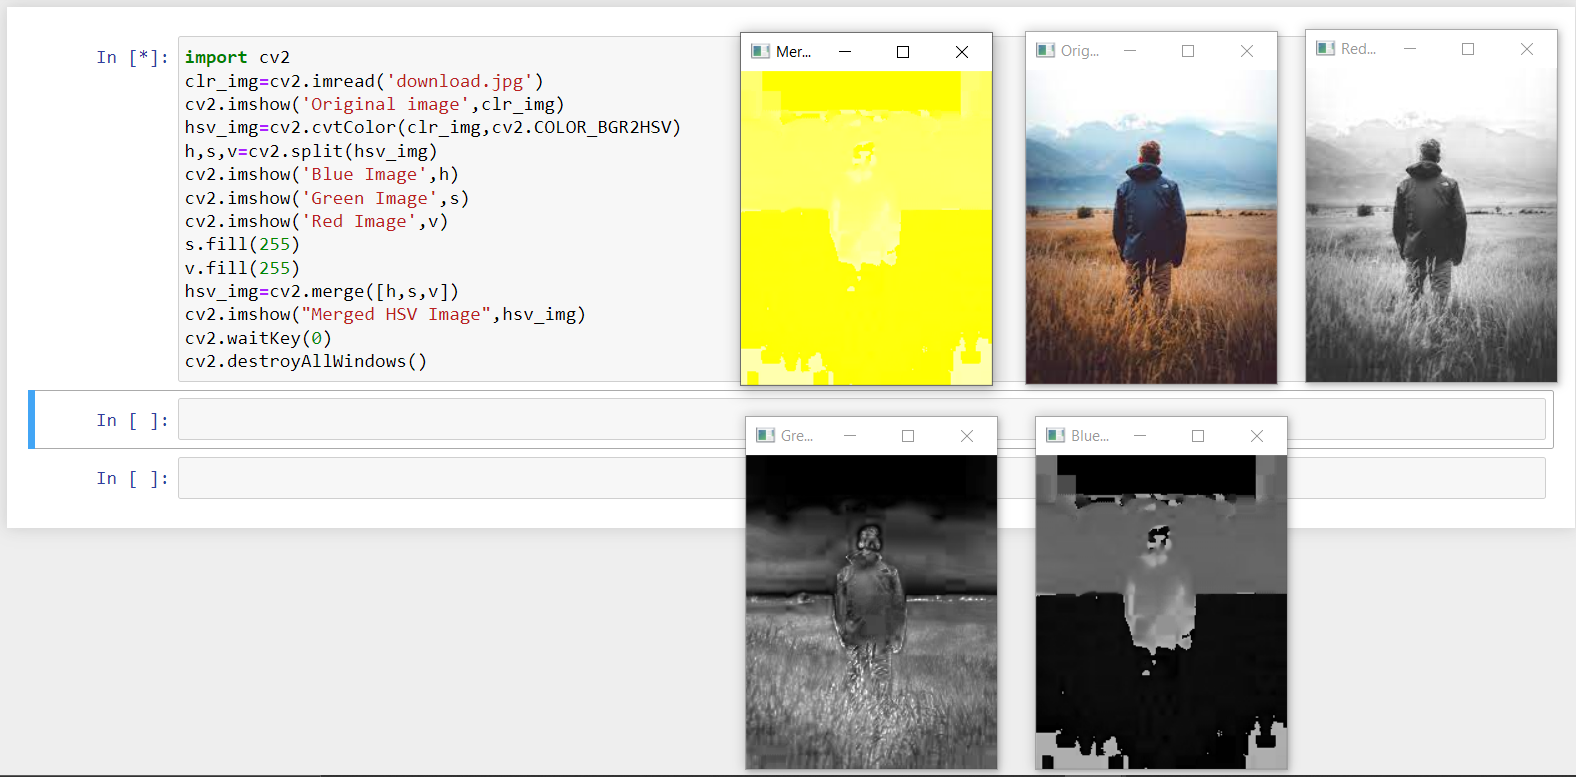 In [*]:
import cv2
clr_img=cv2.imread('download.jpg')
cv2.imshow('Original image',clr_img)
hsv_img=cv2.cvtColor(clr_img,cv2.COLOR_BGR2HSV)
h,s,v=cv2.split(hsv_img)
cv2.imshow('Blue Image',h)
cv2.imshow('Green Image',s)
cv2.imshow('Red Image',v)
s.fill(255)
v.fill(255)
hsv_img=cv2.merge([h,s,v])
cv2.imshow("Merged HSV Image",hsv_img)
cv2.waitKey(0)
cv2.destroyAllWindows()
Mer...
Orig...
Red...
In [ ]:
Gre...
Blue...
In [ ]: